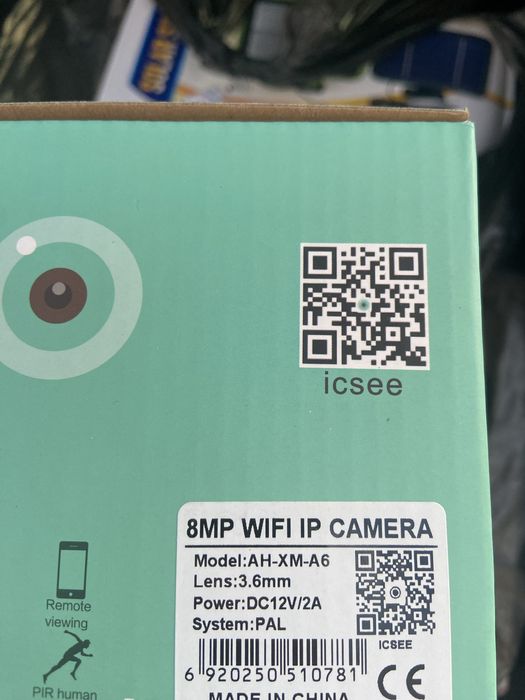 SOLAR
icsee
8MP WIFI IP CAMERA
Model:AH-XM-A6
Lens:3.6mm
Power:DC12V/2A
System:PAL
ICSEE
Remote
viewing
6 920250 510781
CE
PIR human
MADE IN CHINA